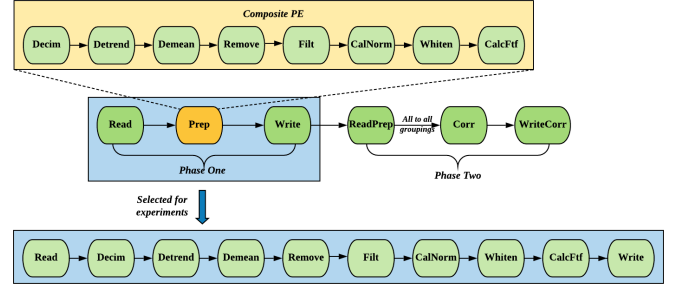 Composite PE
Decim Detrend Demean Remove Filt CalNorm Whiten CalcFtf
Read Prep Write ReadPrep All to all groupings Corr WriteCorr
Phase One
Phase Two
Selected for
experiments
Read Decim Detrend Demean Remove Filt CalNorm Whiten CalcFtf Write